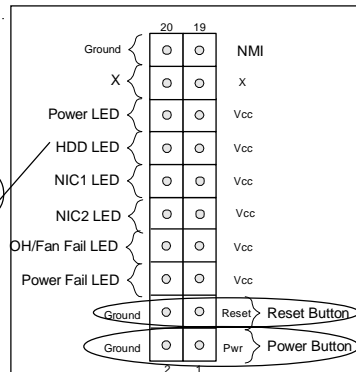 20 19
Ground NMI
X X
Power LED Vcc
HDD LED Vcc
NIC1 LED Vcc
NIC2 LED Vcc
OH/Fan Fail LED Vcc
Power Fail LED Vcc
Ground Reset Reset Button
Ground Pwr Power Button
2 1